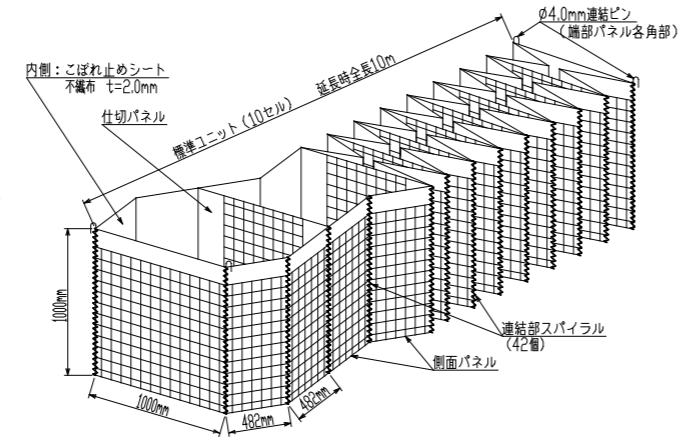 φ4.0mm連結ピン
(端部パネル各角部)
内側：こぼれ止めシート
不織布 t=2.0mm
仕切パネル
標準ユニット(10セル) 延長時全長10m
1000mm
1000mm
482mm
482mm
連結部スパイラル
(42個)
側面パネル